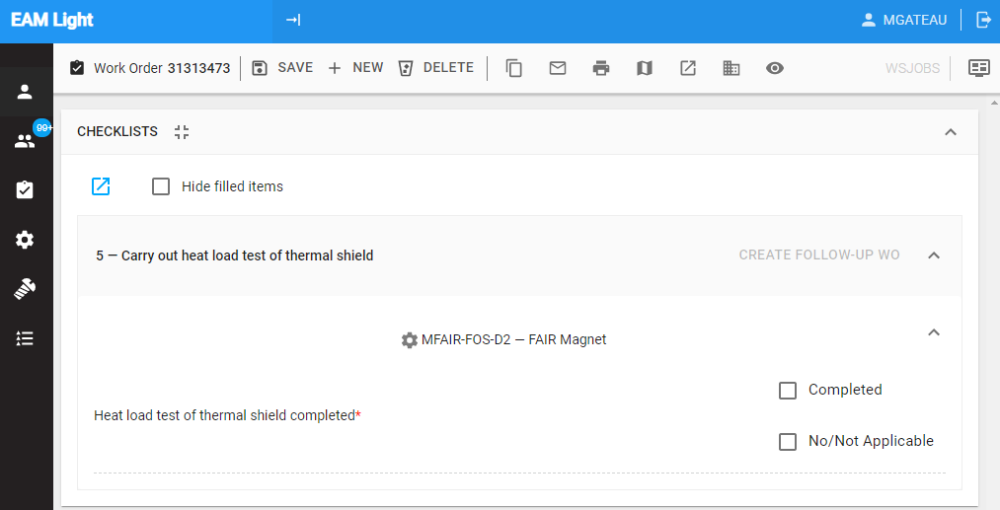 EAM Light
MGATEAU
Work Order 31313473 SAVE NEW DELETE WSJOBS
99+
CHECKLISTS
Hide filled items
5 — Carry out heat load test of thermal shield CREATE FOLLOW-UP WO
MFAIR-FOS-D2 — FAIR Magnet
Completed
Heat load test of thermal shield completed*
No/Not Applicable